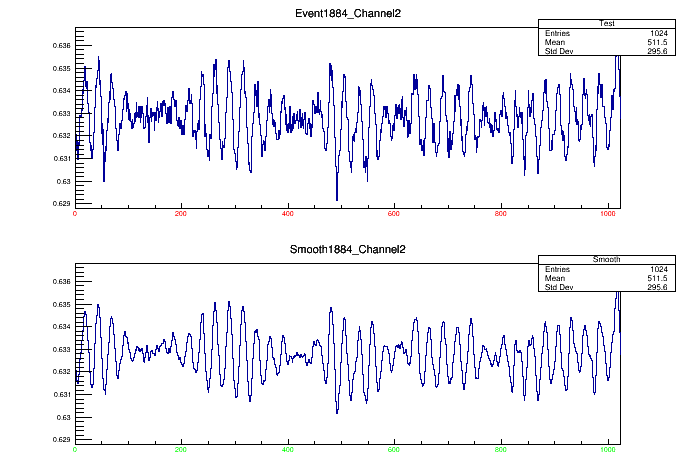 Event1884_Channel2
Test
Entries 1024
Mean 511.5
Std Dev 295.6
0.636
0.635
0.634
0.633
0.632
0.631
0.63
0.629
0 200 400 600 800 1000
Smooth1884_Channel2
Smooth
Entries 1024
Mean 511.5
Std Dev 295.6
0.636
0.635
0.634
0.633
0.632
0.631
0.63
0.629
0 200 400 600 800 1000